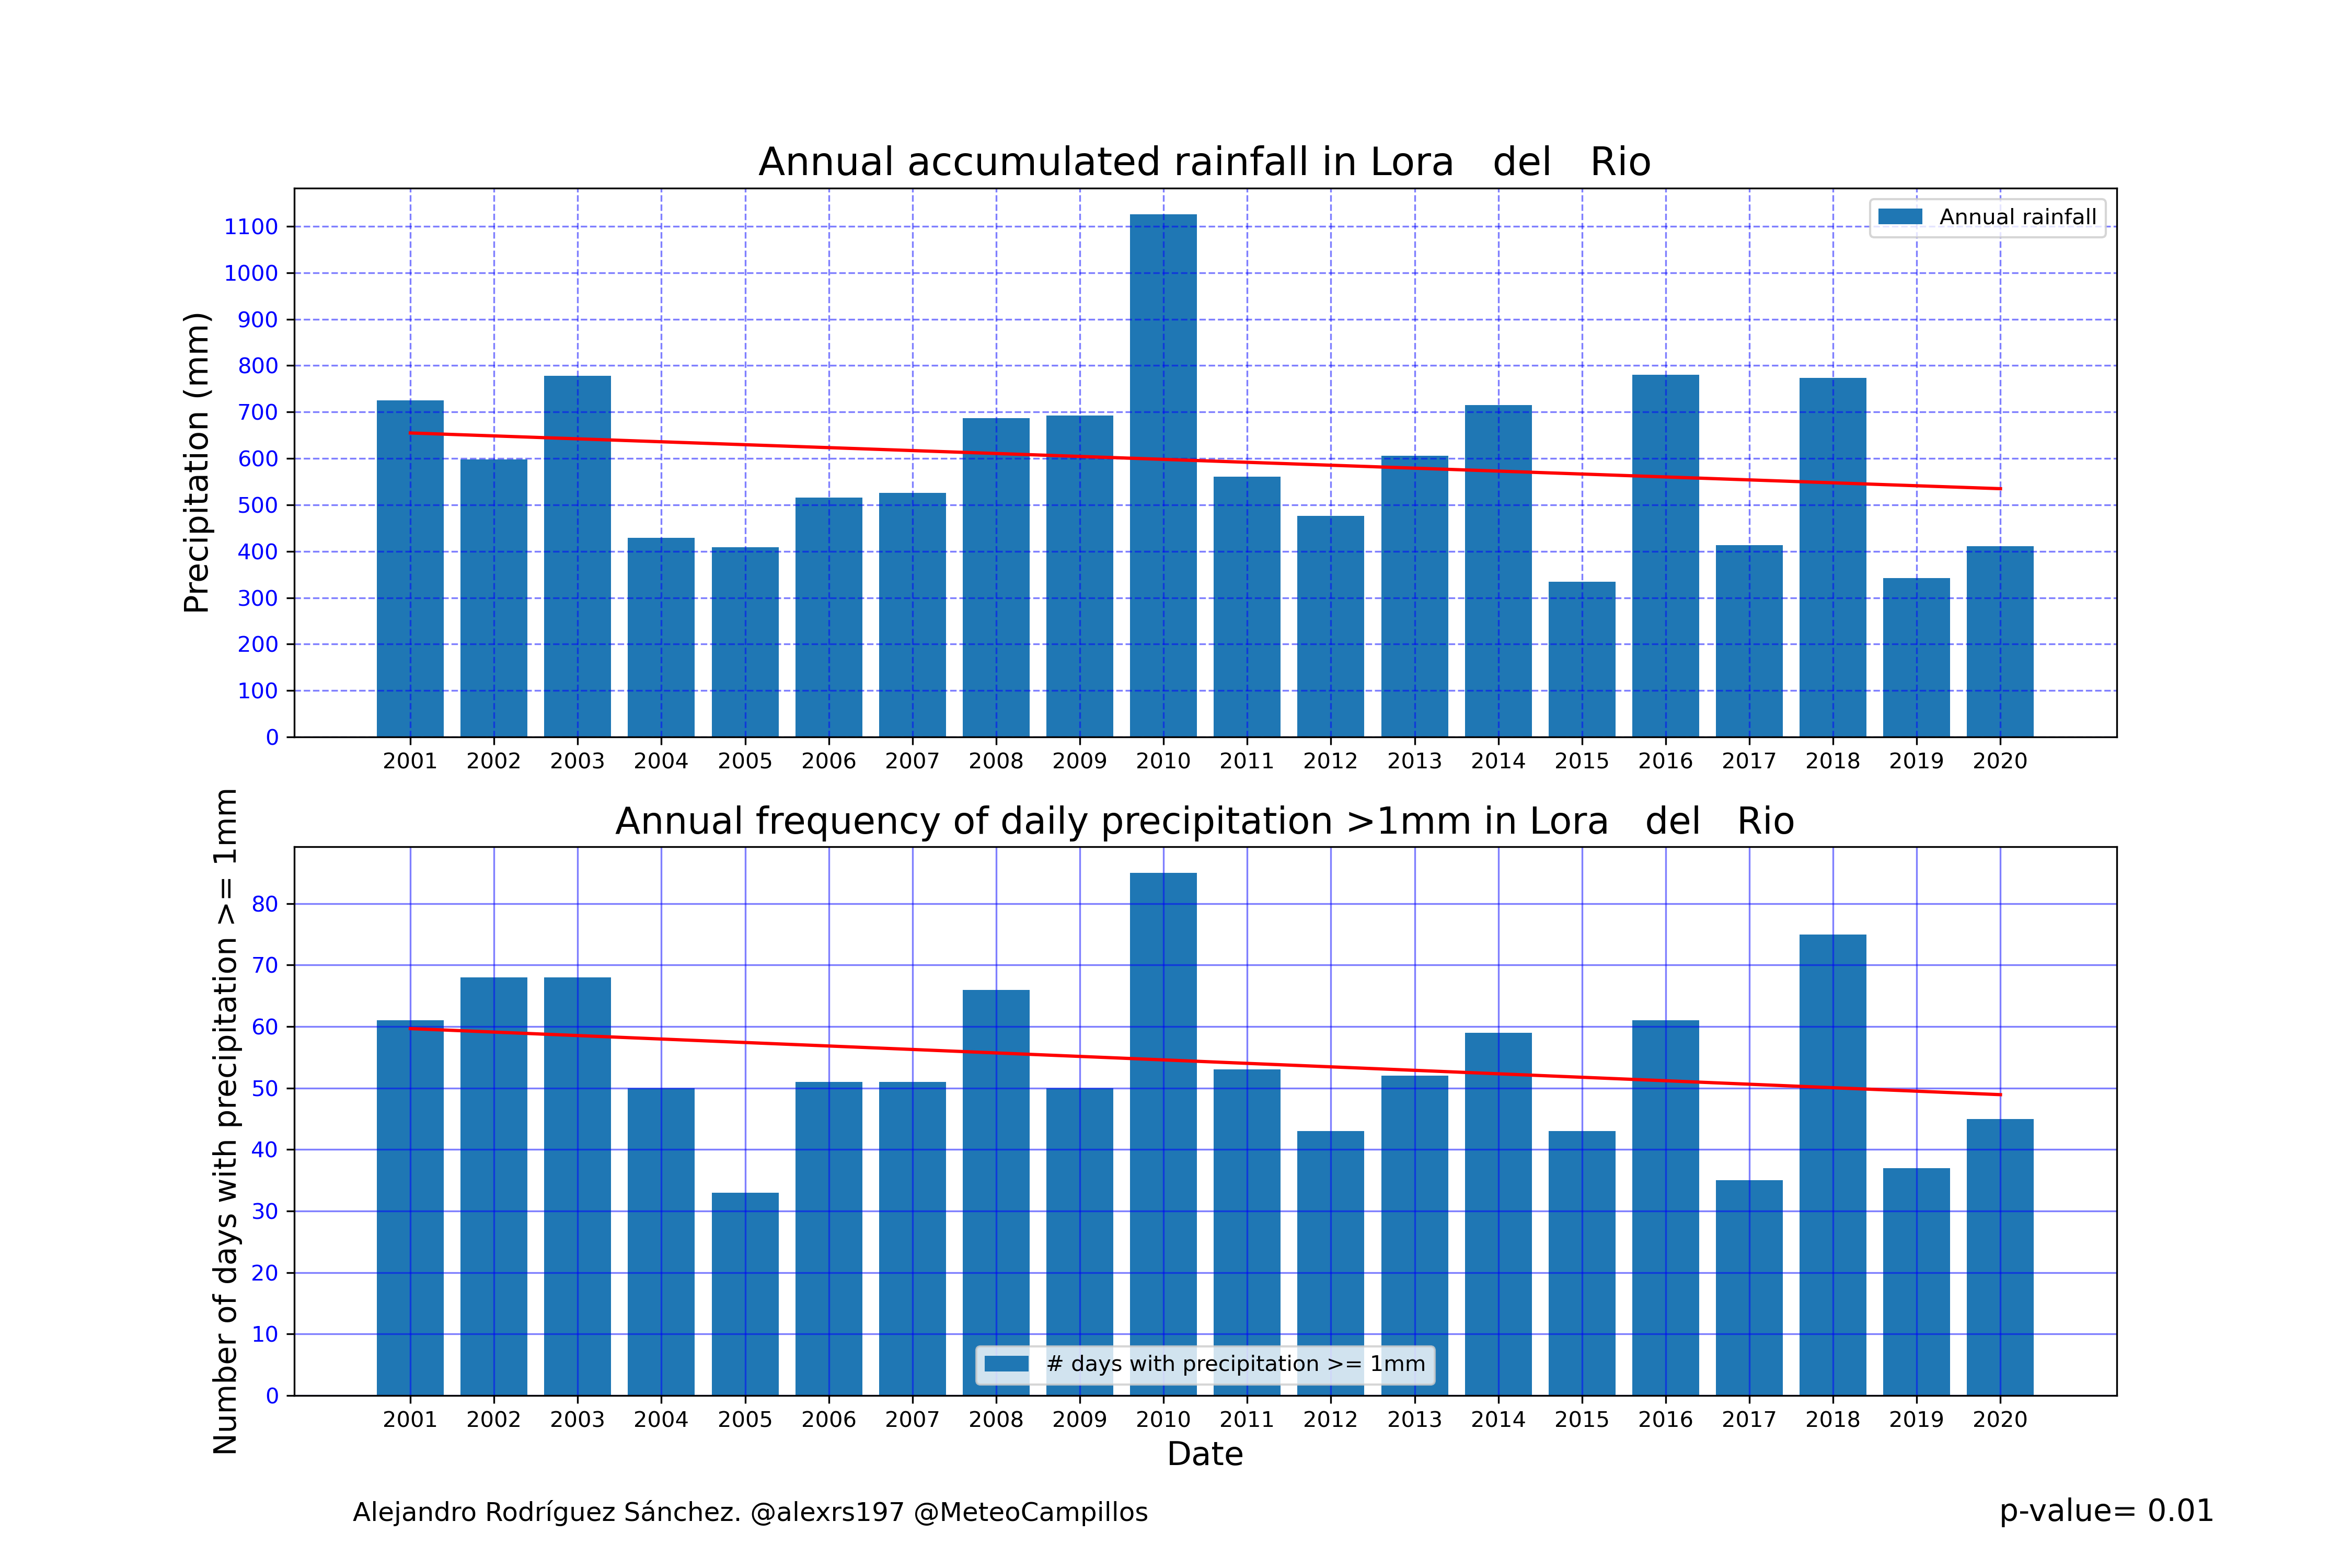 Annual accumulated rainfall in Lora   del   Rio
Precipitation (mm)
1100
1000
900
800
700
600
500
400
300
200
100
0
Annual rainfall
2001 2002 2003 2004 2005 2006 2007 2008 2009 2010 2011 2012 2013 2014 2015 2016 2017 2018 2019 2020
Annual frequency of daily precipitation >1mm in Lora   del   Rio
Number of days with precipitation >= 1mm
80
70
60
50
40
30
20
10
0
# days with precipitation >= 1mm
2001 2002 2003 2004 2005 2006 2007 2008 2009 2010 2011 2012 2013 2014 2015 2016 2017 2018 2019 2020
Date
Alejandro Rodríguez Sánchez. @alexrs197 @MeteoCampillos
p-value= 0.01